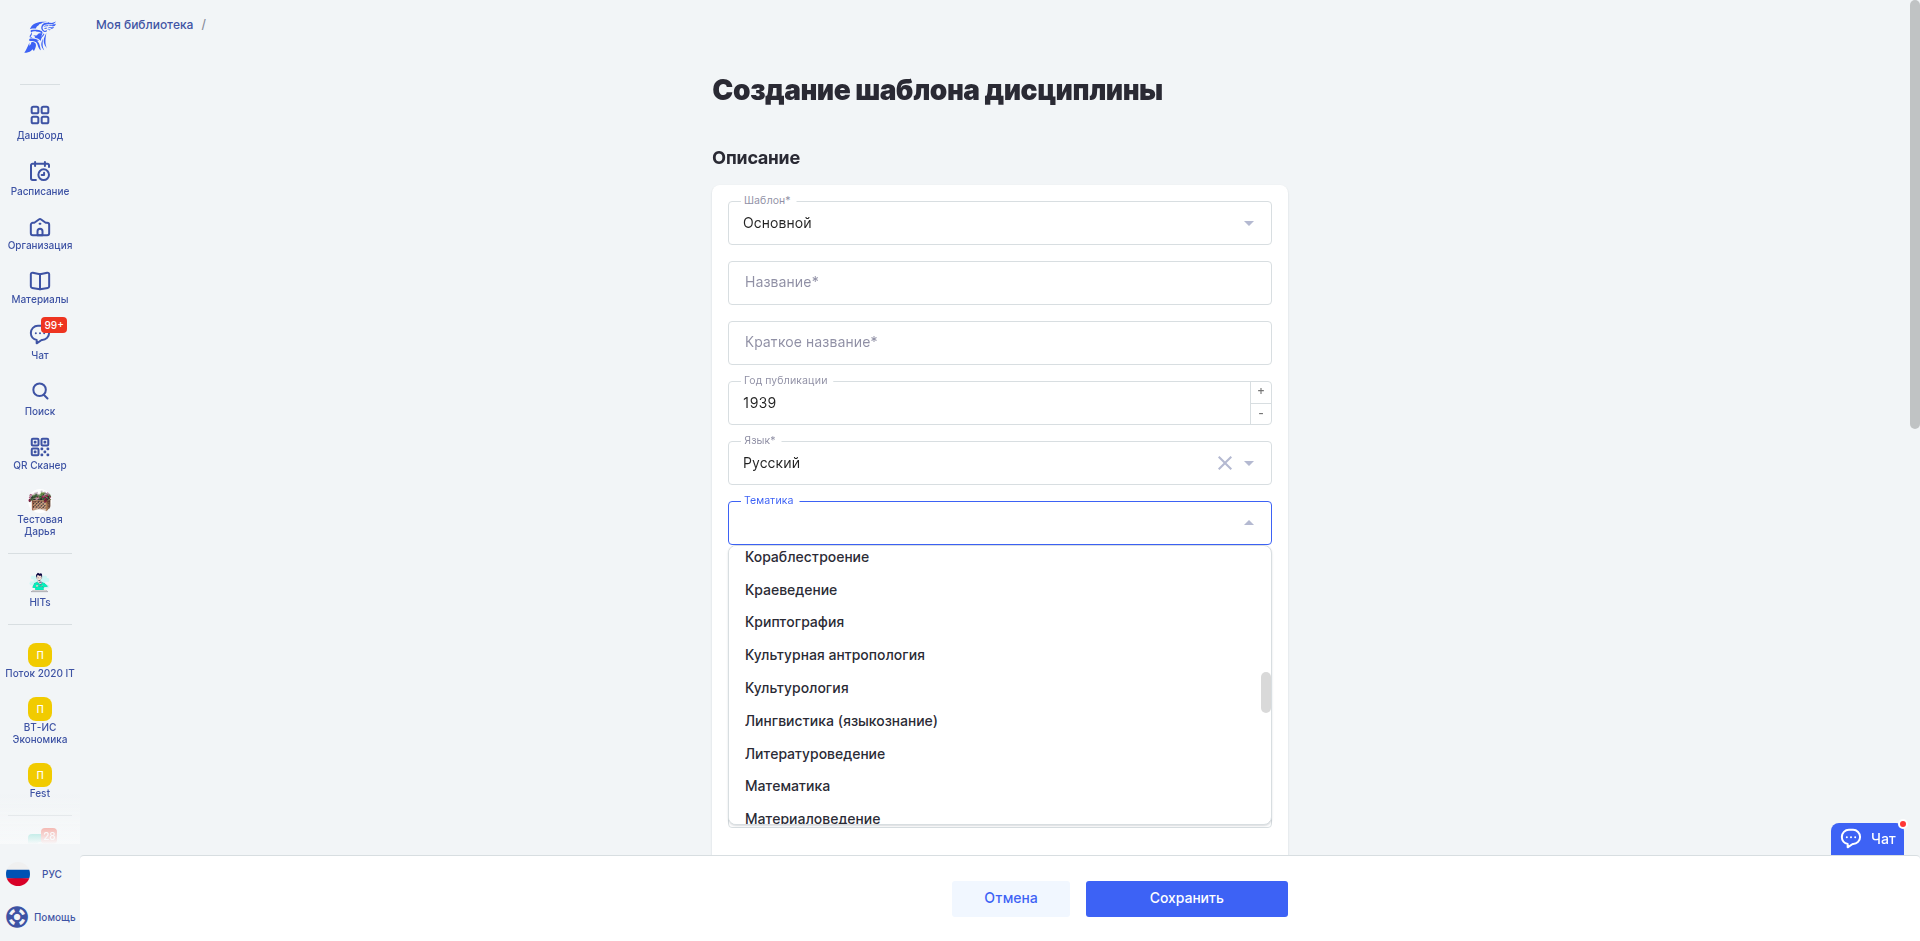 Моя библиотека /
Создание шаблона дисциплины
Описание
Шаблон*
Основной
Название*
Краткое название*
Год публикации
1939
+
-
Язык*
Русский
Тематика
Кораблестроение
Краеведение
Криптография
Культурная антропология
Культурология
Лингвистика (языкознание)
Литературоведение
Математика
Материаловедение
Отмена
Сохранить
Чат
Дашборд
Расписание
Организация
Материалы
99+
Чат
Поиск
QR Сканер
Тестовая
Дарья
HITs
П
Поток 2020 IT
П
ВТ-ИС
Экономика
П
Fest
28
РУС
Помощь